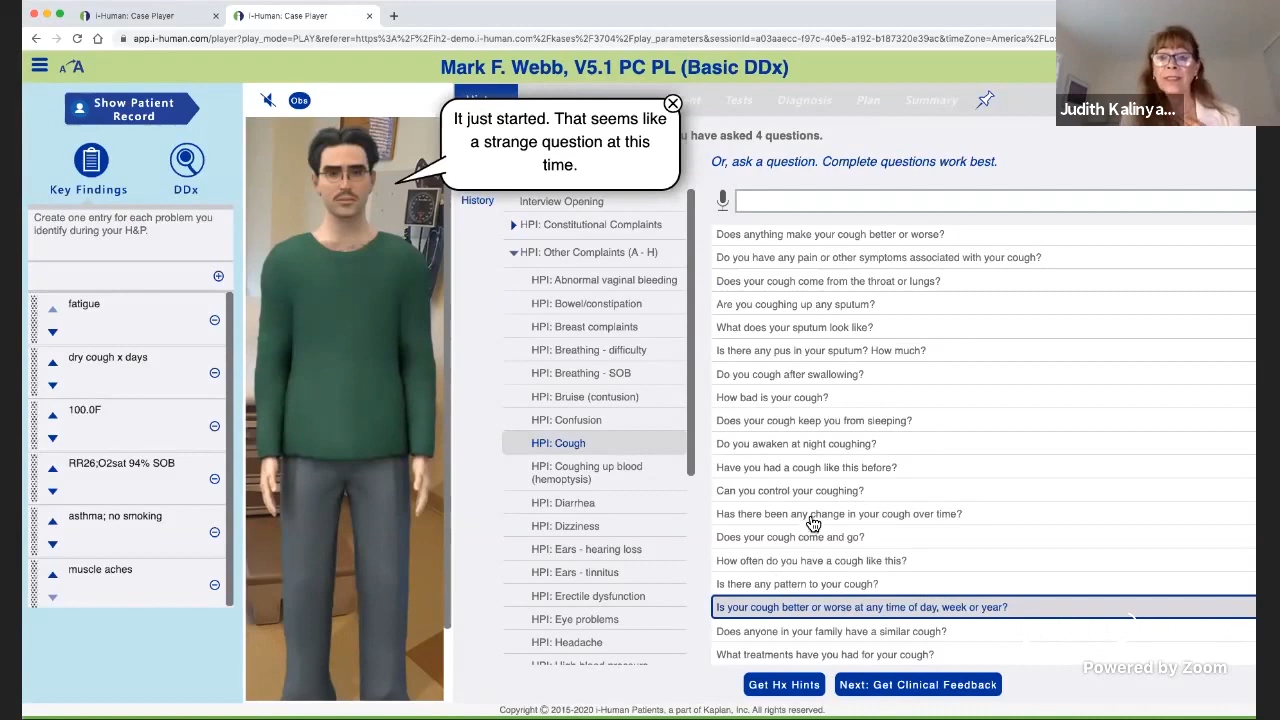 i-Human: Case Player
i-Human: Case Player
app.i-human.com/player?play_mode=PLAY&referer=https%3A%2F%2Fih2-demo.i-human.com%2Fkases%2F3704%2Fplay_parameters&sessionId=a03aaecc-f97c-40e5-a192-b187320e39ac&timeZone=America%2FLos
A A
Mark F. Webb, V5.1 PC PL (Basic DDx)
Judith Kalinya...
Show Patient
Record
Obs
Tests
Diagnosis
Plan
Summary
It just started. That seems like
a strange question at this
time.
have asked 4 questions.
Or, ask a question. Complete questions work best.
Key Findings
DDx
Create one entry for each problem you
identify during your H&P.
fatigue
dry cough x days
100.0F
RR26;O2sat 94% SOB
asthma; no smoking
muscle aches
History
Interview Opening
HPI: Constitutional Complaints
HPI: Other Complaints (A - H)
HPI: Abnormal vaginal bleeding
HPI: Bowel/constipation
HPI: Breast complaints
HPI: Breathing - difficulty
HPI: Breathing - SOB
HPI: Bruise (contusion)
HPI: Confusion
HPI: Cough
HPI: Coughing up blood
(hemoptysis)
HPI: Diarrhea
HPI: Dizziness
HPI: Ears - hearing loss
HPI: Ears - tinnitus
HPI: Erectile dysfunction
HPI: Eye problems
HPI: Headache
HPI: High blood pressure
Does anything make your cough better or worse?
Do you have any pain or other symptoms associated with your cough?
Does your cough come from the throat or lungs?
Are you coughing up any sputum?
What does your sputum look like?
Is there any pus in your sputum? How much?
Do you cough after swallowing?
How bad is your cough?
Does your cough keep you from sleeping?
Do you awaken at night coughing?
Have you had a cough like this before?
Can you control your coughing?
Has there been any change in your cough over time?
Does your cough come and go?
How often do you have a cough like this?
Is there any pattern to your cough?
Is your cough better or worse at any time of day, week or year?
Does anyone in your family have a similar cough?
What treatments have you had for your cough?
Get Hx Hints
Next: Get Clinical Feedback
Powered by Zoom
Copyright © 2015-2020 i-Human Patients, a part of Kaplan, Inc. All rights reserved.